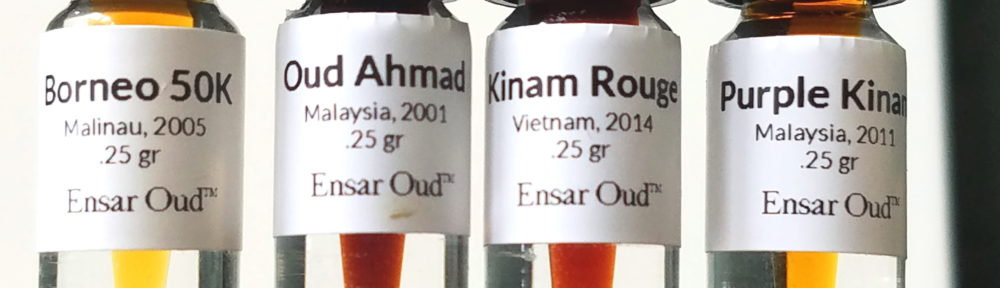 Borneo 50K
Malinau, 2005
.25 gr
Ensar Oud™
Oud Ahmad
Malaysia, 2001
.25 gr
Ensar Oud™
Kinam Rouge
Vietnam, 2014
.25 gr
Ensar Oud™
Purple Kinam
Malaysia, 2011
.25 gr
Ensar Oud™